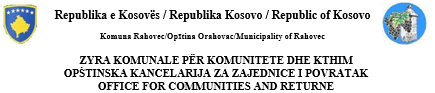 Republika e Kosovës / Republika Kosovo / Republic of Kosovo
Komuna Rahovec/Opština Orahovac/Municipality of Rahovec
ZYRA KOMUNALE PËR KOMUNITETE DHE KTHIM
OPŠTINSKA KANCELARIJA ZA ZAJEDNICE I POVRATAK
OFFICE FOR COMMUNITIES AND RETURNE